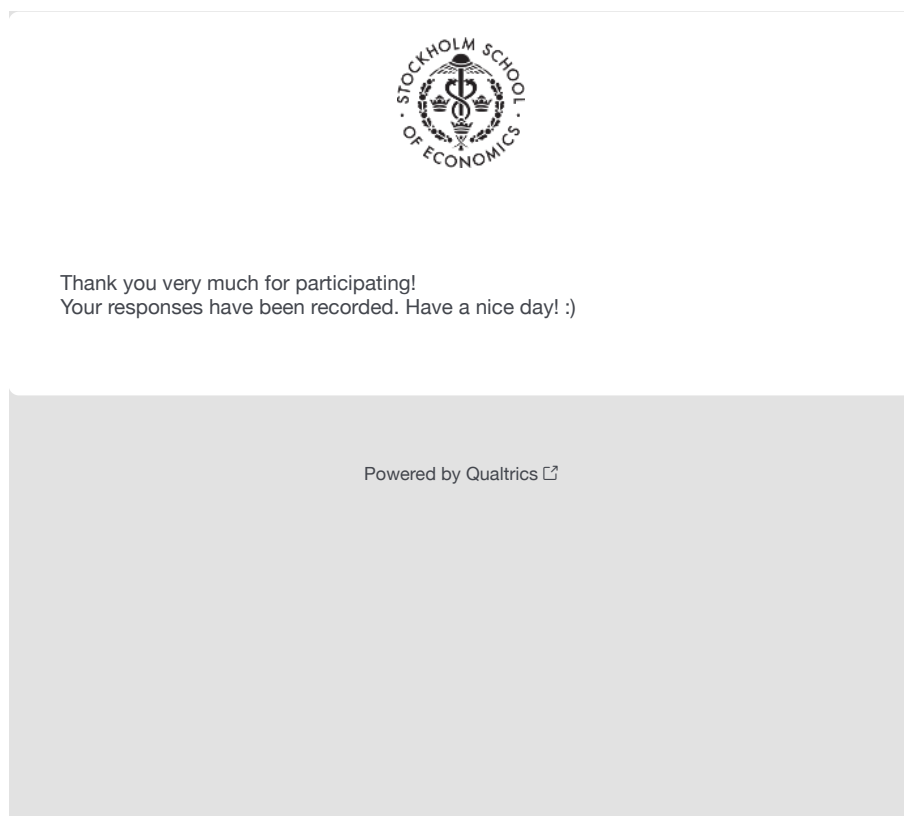 STOCKHOLM SCHOOL
· OF ECONOMICS ·
Thank you very much for participating!
Your responses have been recorded. Have a nice day! :)
Powered by Qualtrics